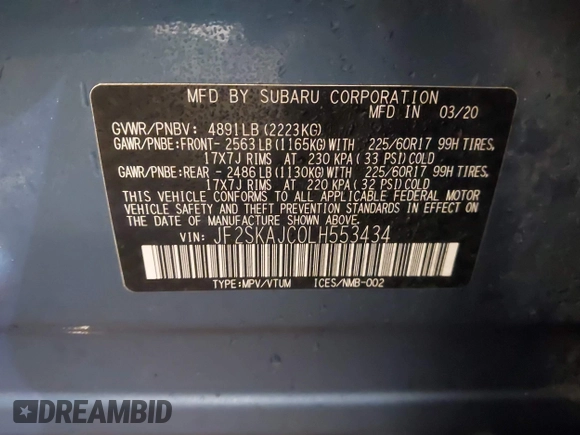 MFD BY SUBARU CORPORATION
MFD IN 03/20
GVWR/PNBV: 4891LB(2223KG)
GAWR/PNBE:FRONT- 2563LB(1165KG)WITH 225/60R17 99H TIRES,
17X7J RIMS AT 230 KPA(33 PSI)COLD
GAWR/PNBE:REAR - 2486LB(1130KG)WITH 225/60R17 99H TIRES,
17X7J RIMS AT 220 KPA(32 PSI)COLD
THIS VEHICLE CONFORMS TO ALL APPLICABLE FEDERAL MOTOR
VEHICLE SAFETY AND THEFT PREVENTION STANDARD IN EFFECT ON
THE DATE OF MANUFACTURE SHOWN ABOVE.
VIN: JF2SKAJC0LH553434
TYPE:MPV/VTUM ICES/NMB-002
DREAMBID